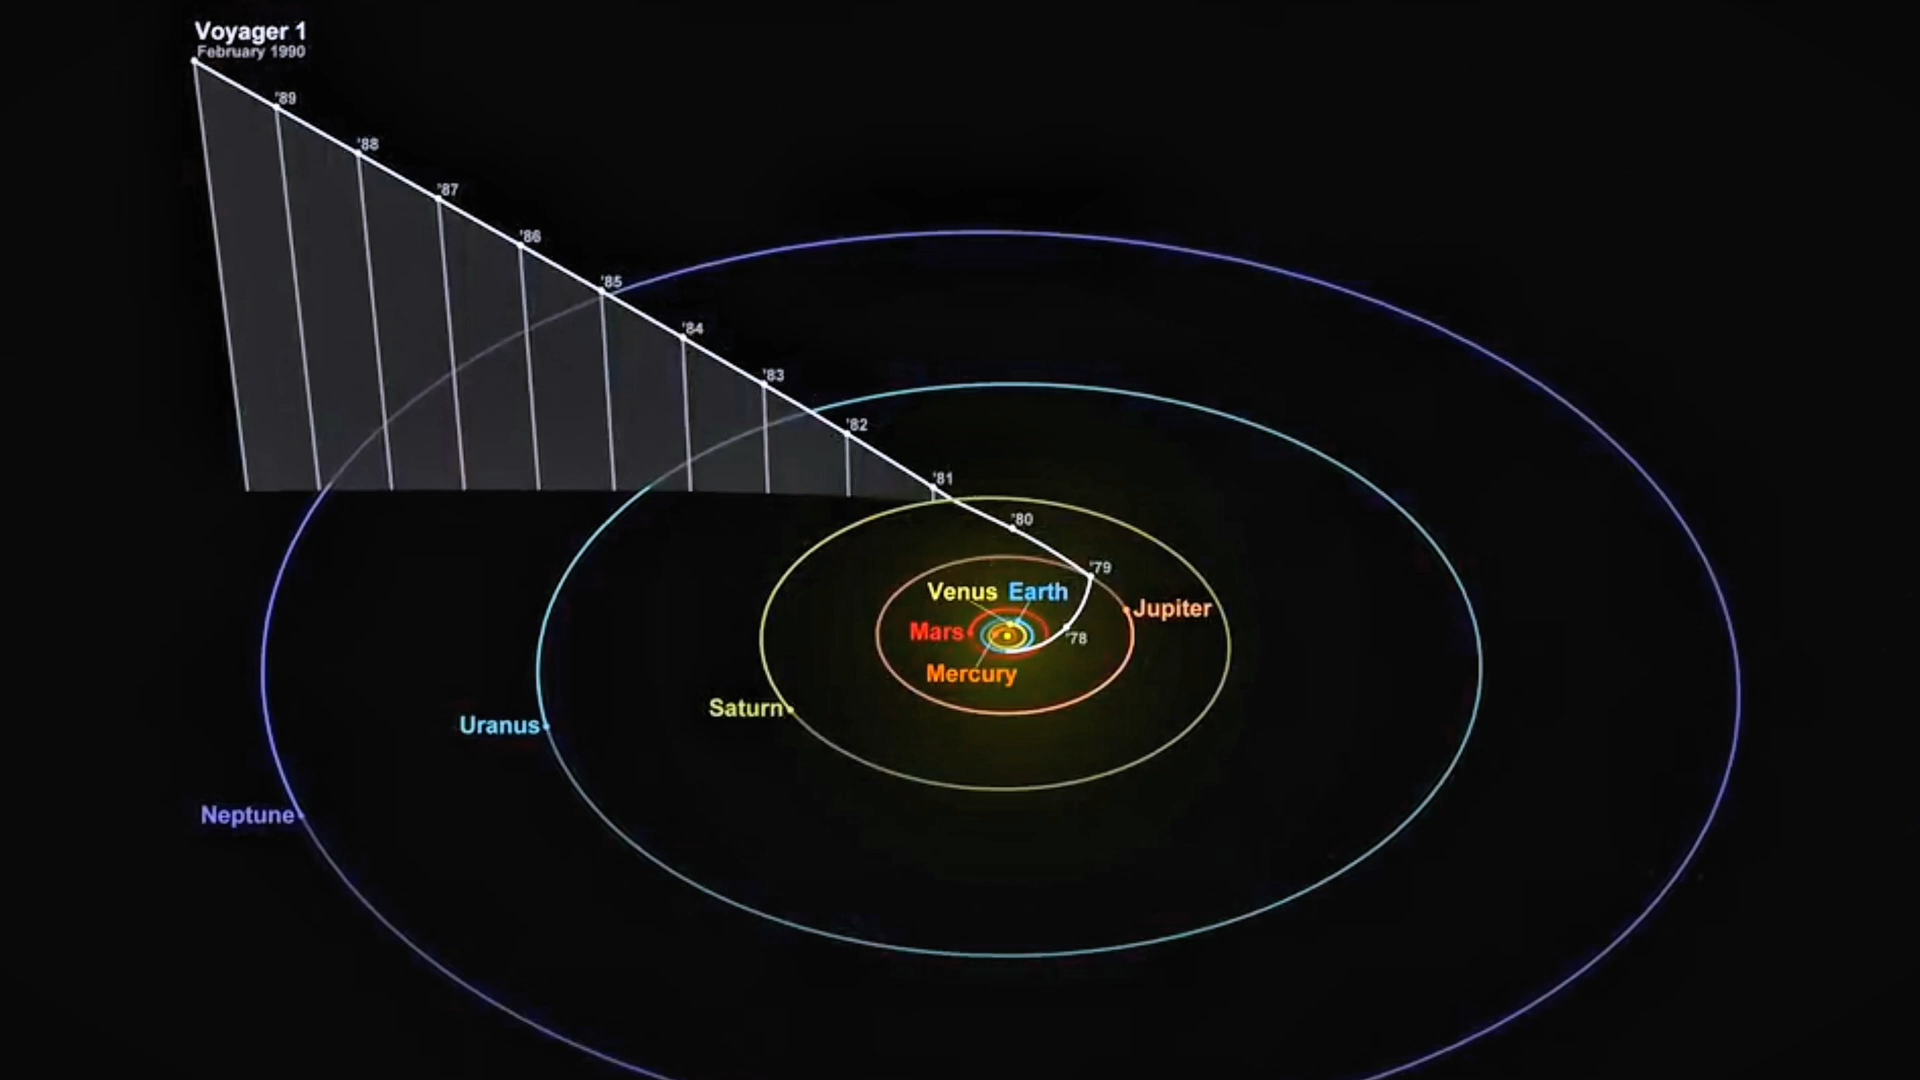 Voyager 1
February 1990
'89
'88
'87
'86
'85
'84
'83
'82
'81
'80
'79
Venus Earth
Jupiter
Mars
'78
Mercury
Saturn
Uranus
Neptune